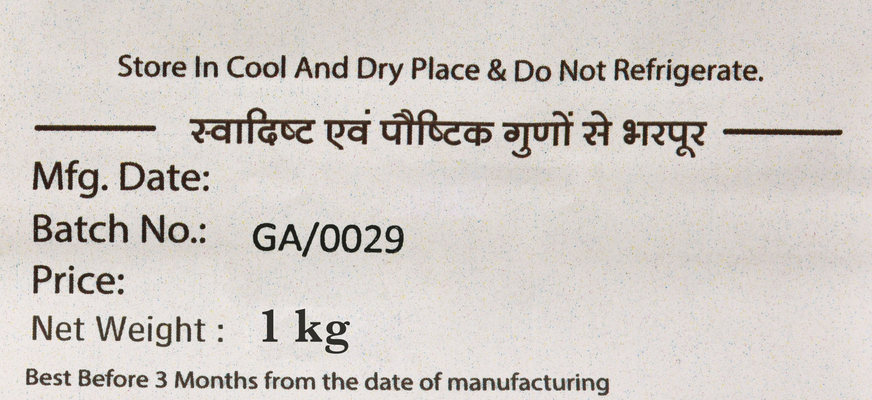 Store In Cool And Dry Place & Do Not Refrigerate.
स्वादिष्ट एवं पौष्टिक गुणों से भरपूर
Mfg. Date:
Batch No.: GA/0029
Price:
Net Weight : 1 kg
Best Before 3 Months from the date of manufacturing